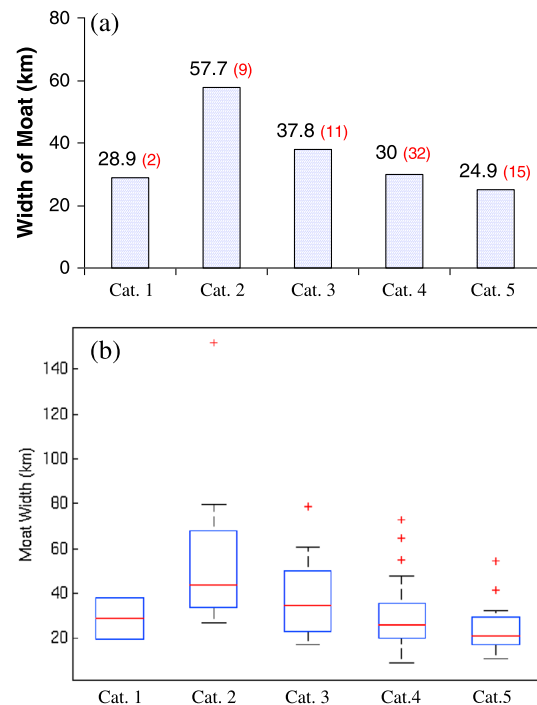 (a)
Width of Moat (km)
80
60
40
20
0
28.9 (2)
57.7 (9)
37.8 (11)
30 (32)
24.9 (15)
Cat. 1 Cat. 2 Cat. 3 Cat. 4 Cat. 5
(b)
Moat Width (km)
140
120
100
80
60
40
20
Cat. 1 Cat. 2 Cat. 3 Cat.4 Cat.5